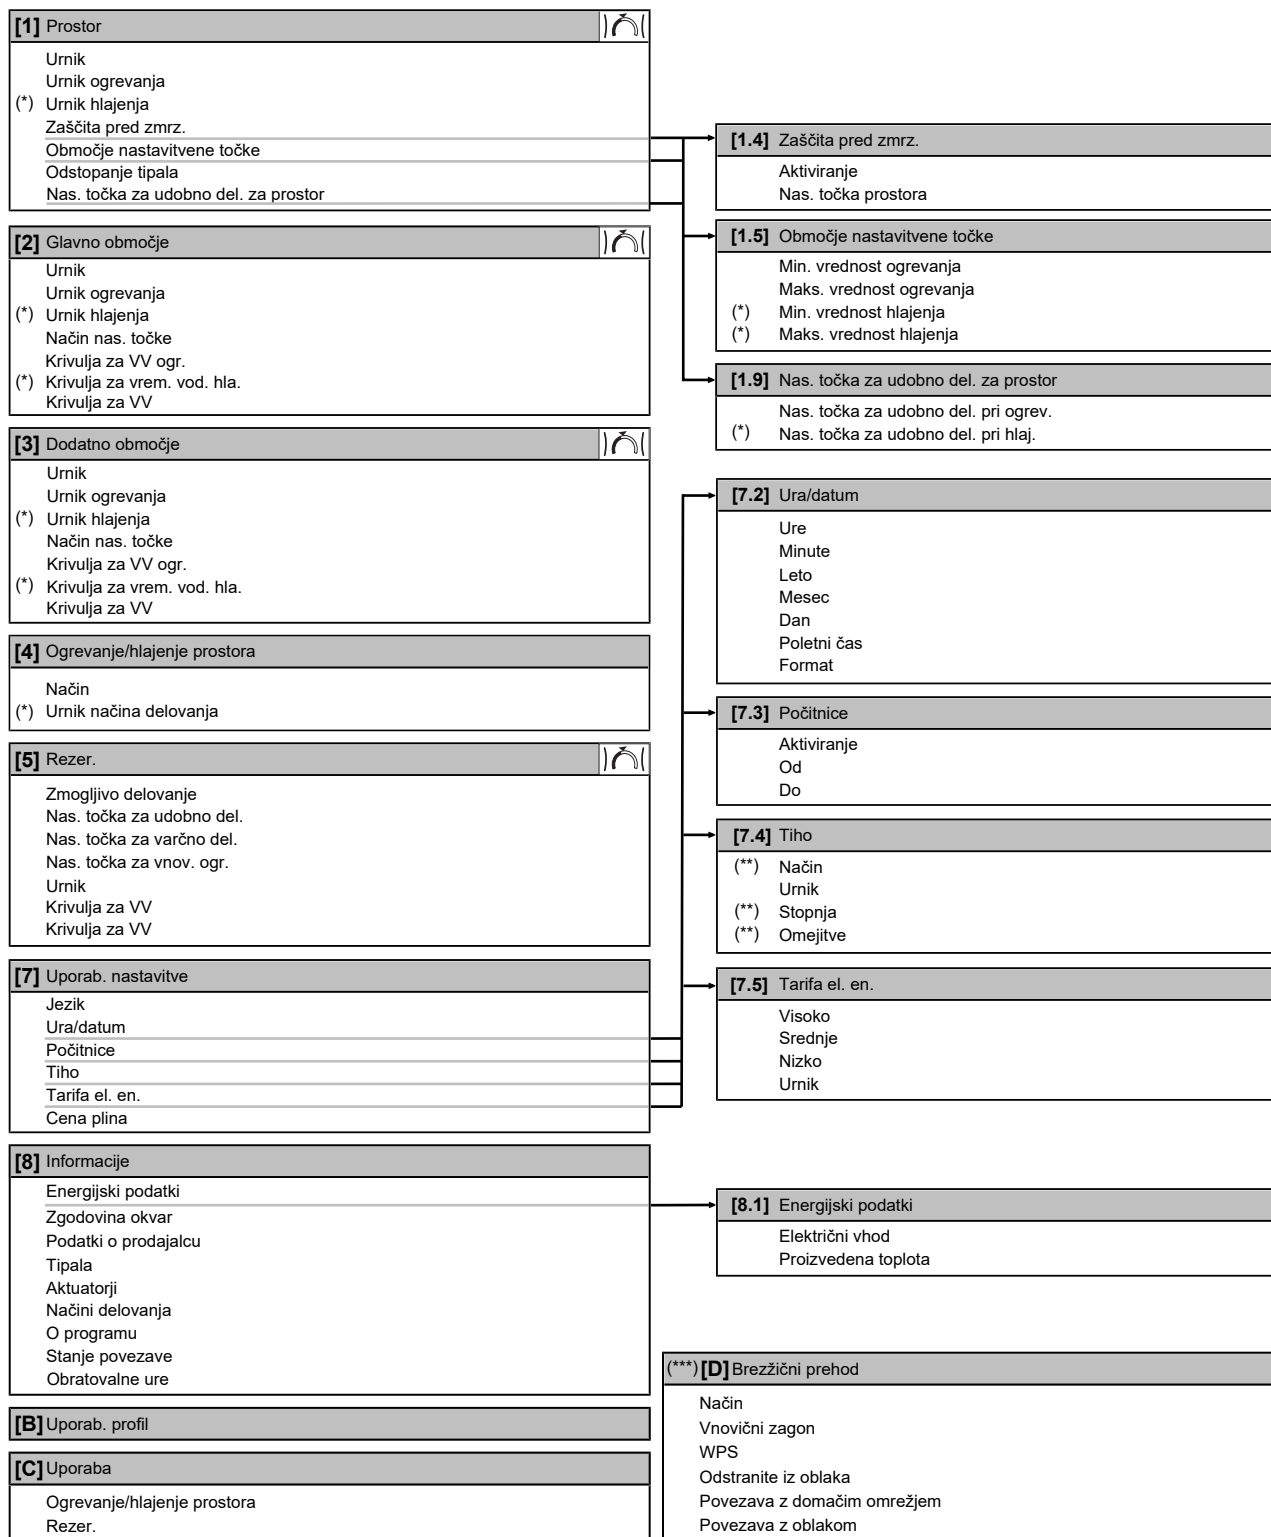 [1] Prostor
Urnik
Urnik ogrevanja
(*) Urnik hlajenja
Zaščita pred zmrz.
Območje nastavitvene točke
Odstopanje tipala
Nas. točka za udobno del. za prostor
[2] Glavno območje
Urnik
Urnik ogrevanja
(*) Urnik hlajenja
Način nas. točke
Krivulja za VV ogr.
(*) Krivulja za vrem. vod. hla.
Krivulja za VV
[3] Dodatno območje
Urnik
Urnik ogrevanja
(*) Urnik hlajenja
Način nas. točke
Krivulja za VV ogr.
(*) Krivulja za vrem. vod. hla.
Krivulja za VV
[4] Ogrevanje/hlajenje prostora
Način
(*) Urnik načina delovanja
[5] Rezer.
Zmogljivo delovanje
Nas. točka za udobno del.
Nas. točka za varčno del.
Nas. točka za vnov. ogr.
Urnik
Krivulja za VV
Krivulja za VV
[7] Uporab. nastavitve
Jezik
Ura/datum
Počitnice
Tiho
Tarifa el. en.
Cena plina
[8] Informacije
Energijski podatki
Zgodovina okvar
Podatki o prodajalcu
Tipala
Aktuatorji
Načini delovanja
O programu
Stanje povezave
Obratovalne ure
[B] Uporab. profil
[C] Uporaba
Ogrevanje/hlajenje prostora
Rezer.
[1.4] Zaščita pred zmrz.
Aktiviranje
Nas. točka prostora
[1.5] Območje nastavitvene točke
Min. vrednost ogrevanja
Maks. vrednost ogrevanja
(*) Min. vrednost hlajenja
(*) Maks. vrednost hlajenja
[1.9] Nas. točka za udobno del. za prostor
Nas. točka za udobno del. pri ogrev.
(*) Nas. točka za udobno del. pri hlaj.
[7.2] Ura/datum
Ure
Minute
Leto
Mesec
Dan
Poletni čas
Format
[7.3] Počitnice
Aktiviranje
Od
Do
[7.4] Tiho
(**) Način
Urnik
(**) Stopnja
(**) Omejitve
[7.5] Tarifa el. en.
Visoko
Srednje
Nizko
Urnik
[8.1] Energijski podatki
Električni vhod
Proizvedena toplota
(***) [D] Brezžični prehod
Način
Vnovični zagon
WPS
Odstranite iz oblaka
Povezava z domačim omrežjem
Povezava z oblakom